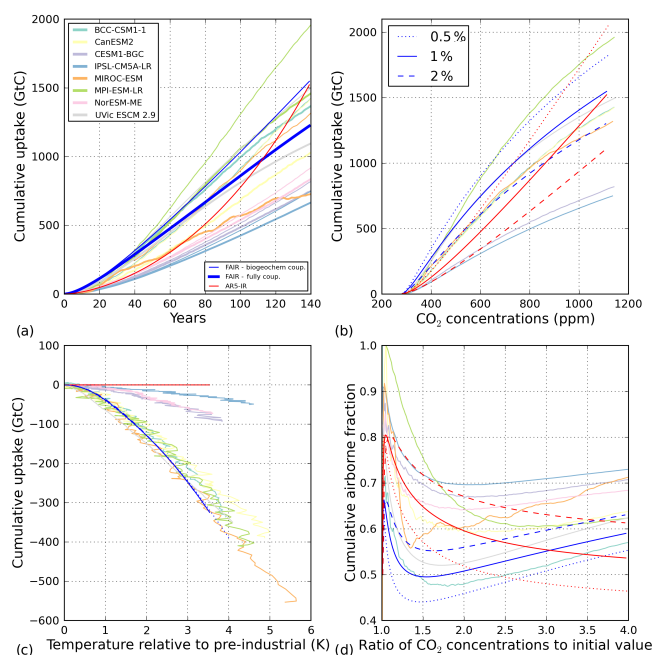 2000
1500
1000
500
0
Cumulative uptake (GtC)
BCC-CSM1-1
CanESM2
CESM1-BGC
IPSL-CM5A-LR
MIROC-ESM
MPI-ESM-LR
NorESM-ME
UVic ESCM 2.9
FAIR - biogeochem coup.
FAIR - fully coup.
AR5-IR
0 20 40 60 80 100 120 140
Years
(a)
2000
1500
1000
500
0
Cumulative uptake (GtC)
0.5 %
1 %
2 %
200 400 600 800 1000 1200
CO₂ concentrations (ppm)
(b)
100
0
−100
−200
−300
−400
−500
−600
Cumulative uptake (GtC)
0 1 2 3 4 5 6
Temperature relative to pre-industrial (K)
(c)
1.0
0.9
0.8
0.7
0.6
0.5
0.4
Cumulative airborne fraction
1.0 1.5 2.0 2.5 3.0 3.5 4.0
Ratio of CO₂ concentrations to initial value
(d)